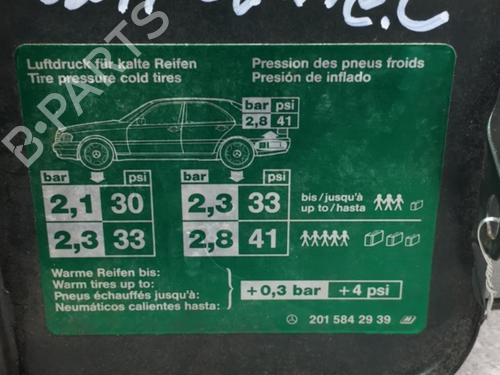 Luftdruck für kalte Reifen
Tire pressure cold tires
Pression des pneus froids
Presión de inflado
bar psi
2,8 41
bar psi
2,1 30
2,3 33
bar psi
2,3 33
2,8 41
bis/jusqu'à
up to/hasta
Warme Reifen bis:
Warm tires up to:
Pneus échauffés jusqu'à:
Neumáticos calientes hasta:
+0,3 bar +4 psi
201 584 29 39
B-PARTS